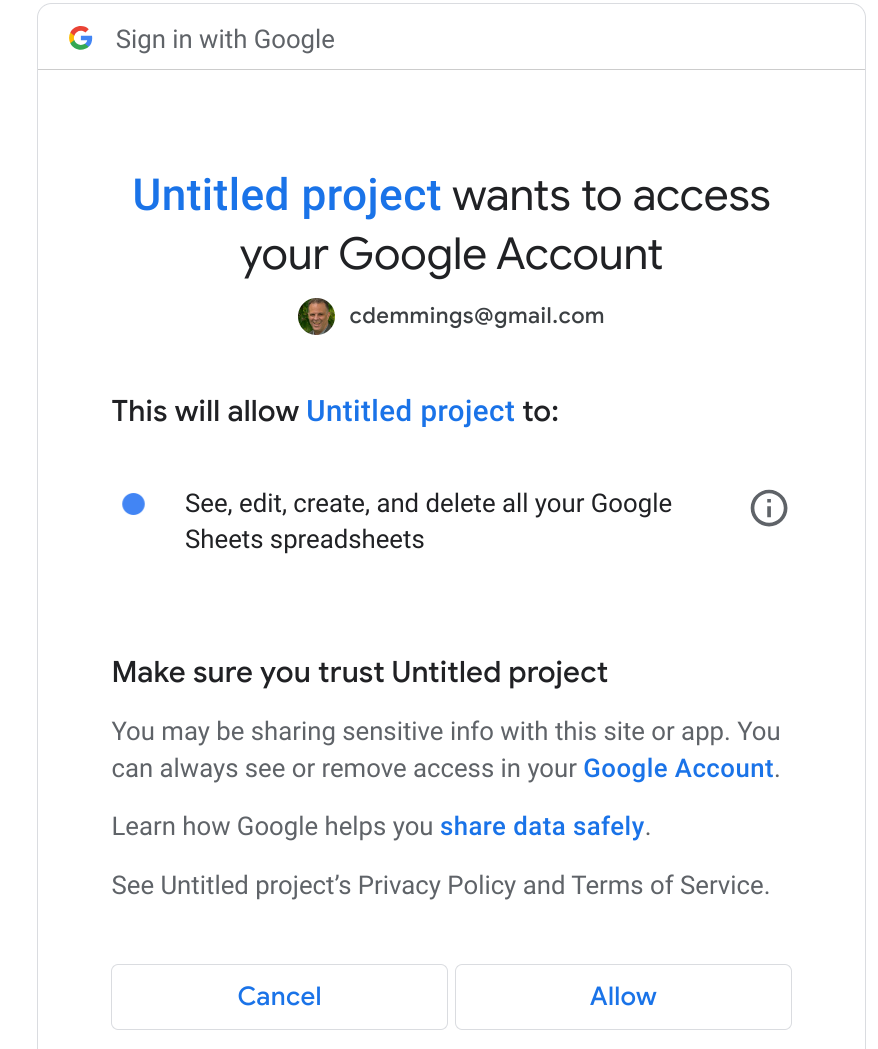 Sign in with Google
Untitled project wants to access
your Google Account
cdemmings@gmail.com
This will allow Untitled project to:
See, edit, create, and delete all your Google
Sheets spreadsheets
Make sure you trust Untitled project
You may be sharing sensitive info with this site or app. You
can always see or remove access in your Google Account.
Learn how Google helps you share data safely.
See Untitled project’s Privacy Policy and Terms of Service.
Cancel
Allow